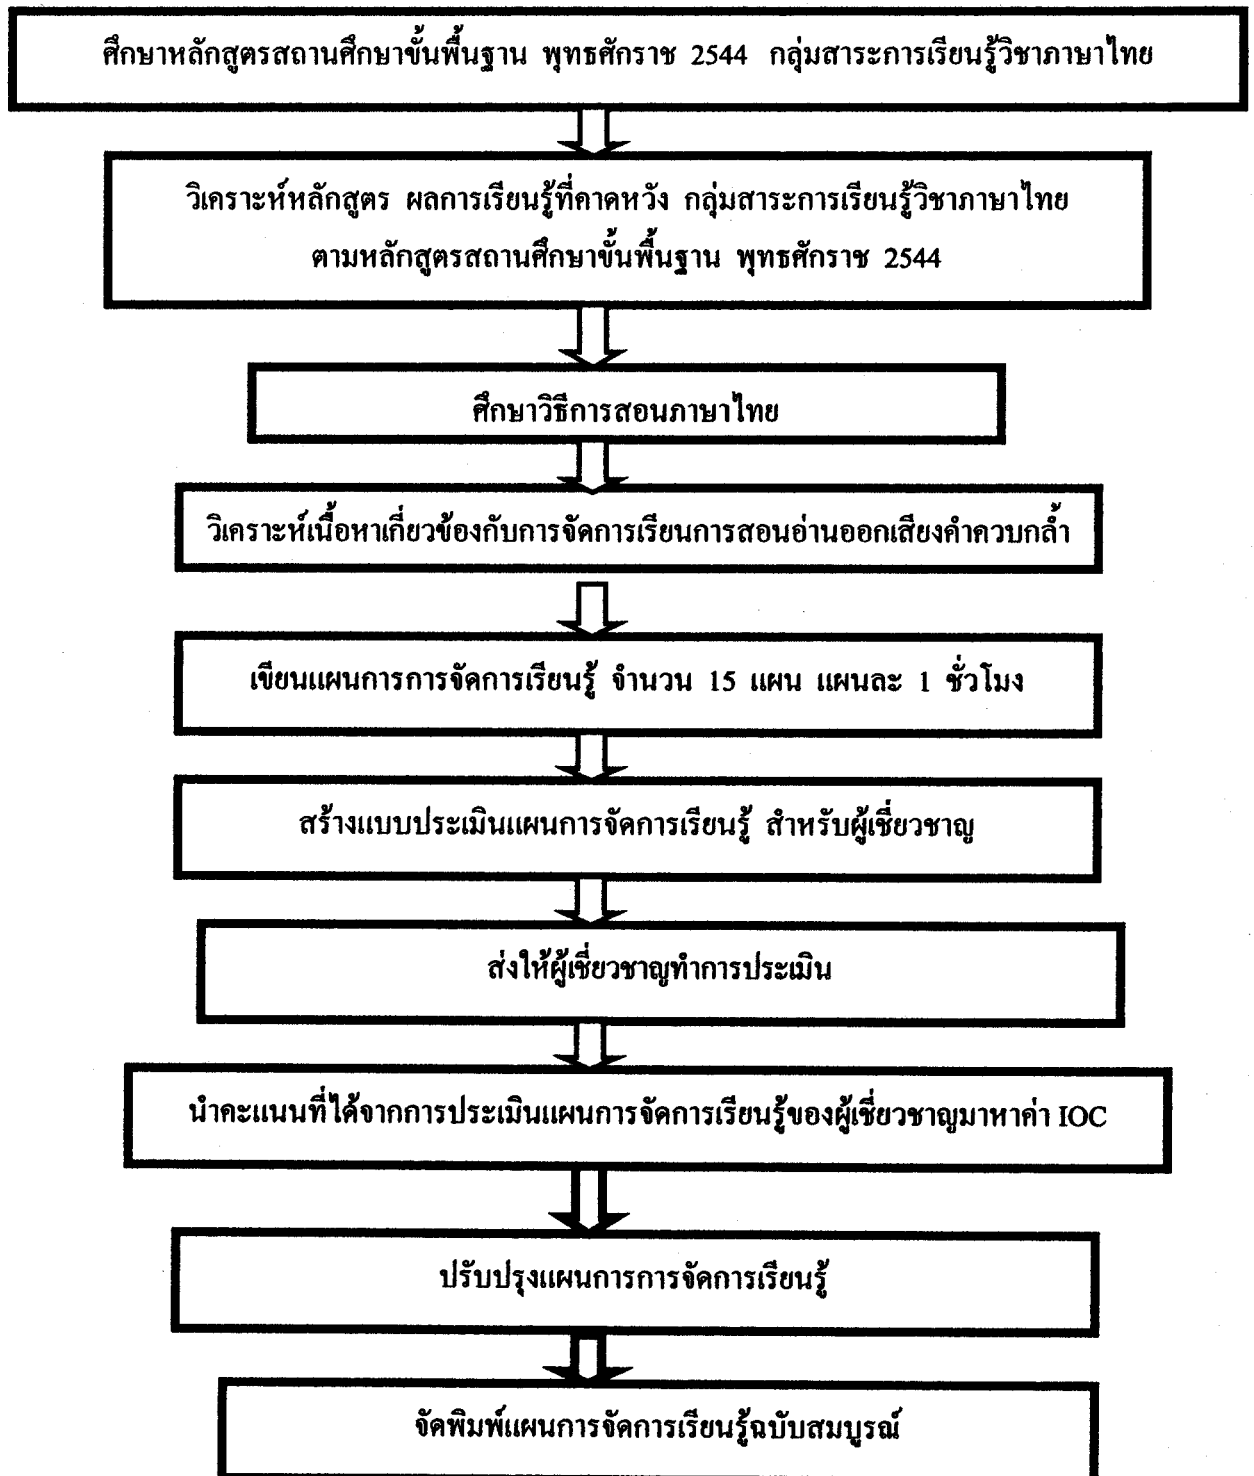 ศึกษาหลักสูตรสถานศึกษาขั้นพื้นฐาน พุทธศักราช 2544 กลุ่มสาระการเรียนรู้วิชาภาษาไทย
วิเคราะห์หลักสูตร ผลการเรียนรู้ที่คาดหวัง กลุ่มสาระการเรียนรู้วิชาภาษาไทย
ตามหลักสูตรสถานศึกษาขั้นพื้นฐาน พุทธศักราช 2544
ศึกษาวิธีการสอนภาษาไทย
วิเคราะห์เนื้อหาเกี่ยวข้องกับการจัดการเรียนการสอนอ่านออกเสียงคำควบกล้ำ
เขียนแผนการการจัดการเรียนรู้ จำนวน 15 แผน แผนละ 1 ชั่วโมง
สร้างแบบประเมินแผนการจัดการเรียนรู้ สำหรับผู้เชี่ยวชาญ
ส่งให้ผู้เชี่ยวชาญทำการประเมิน
นำคะแนนที่ได้จากการประเมินแผนการจัดการเรียนรู้ของผู้เชี่ยวชาญมาหาค่า IOC
ปรับปรุงแผนการการจัดการเรียนรู้
จัดพิมพ์แผนการจัดการเรียนรู้ฉบับสมบูรณ์